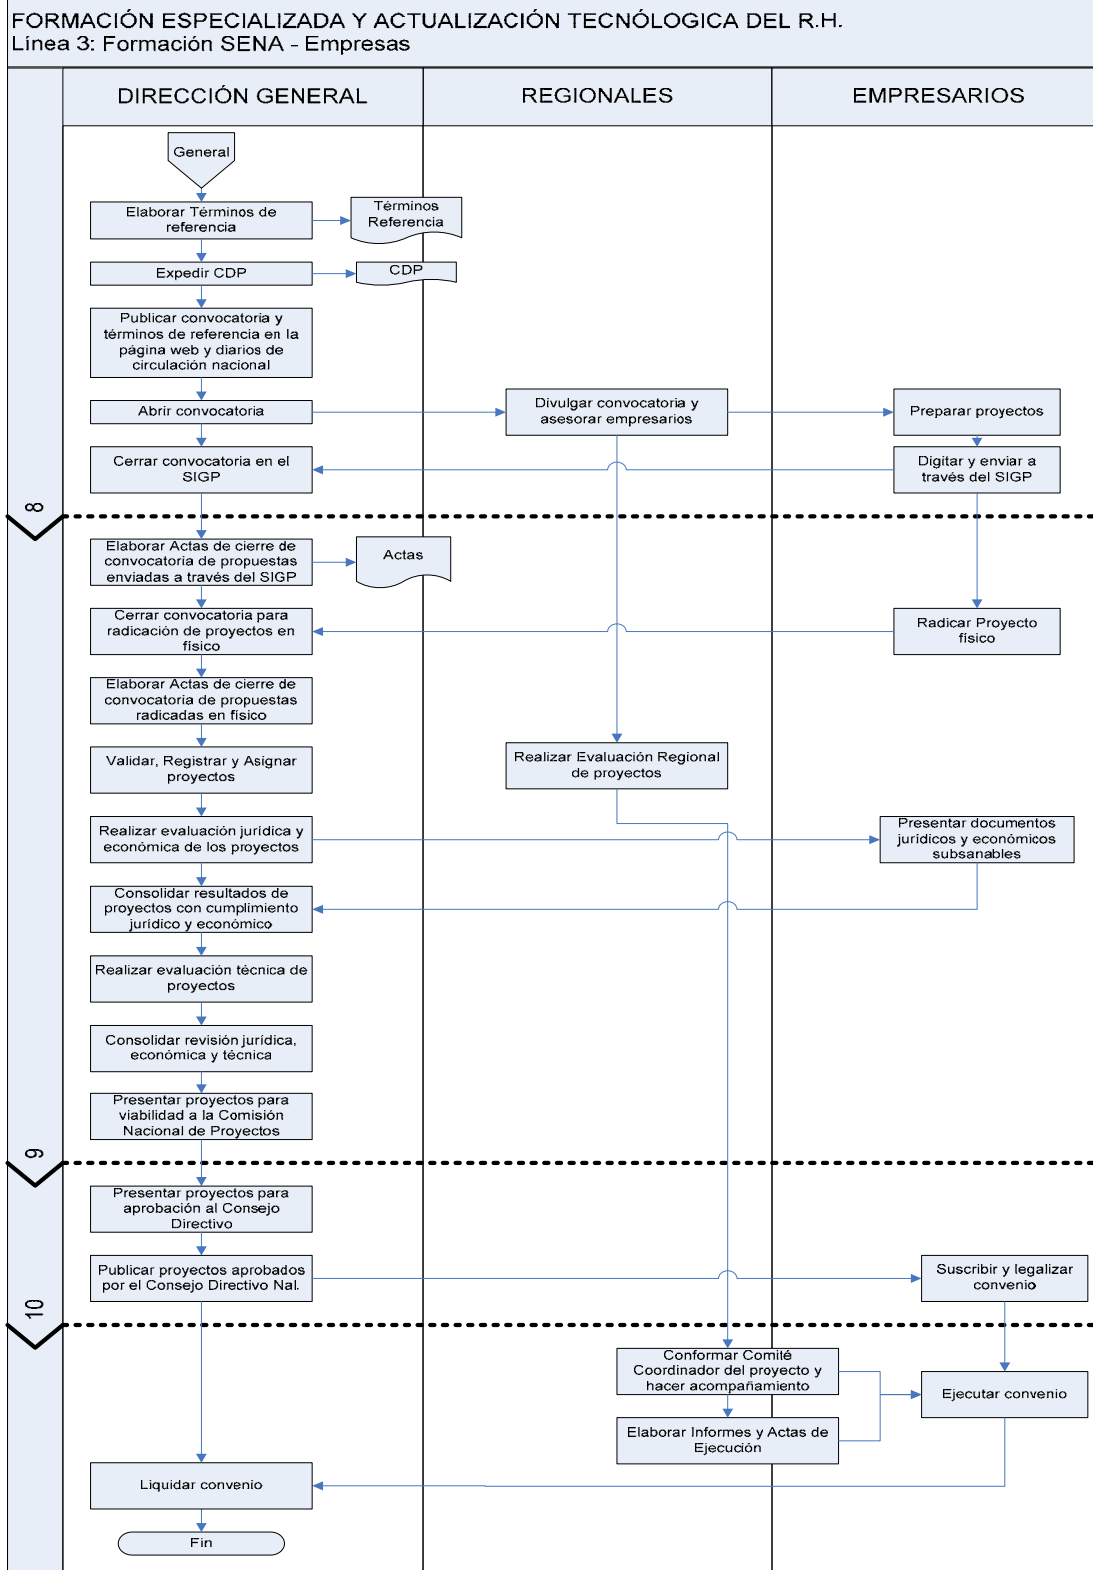 FORMACIÓN ESPECIALIZADA Y ACTUALIZACIÓN TECNÓLOGICA DEL R.H.
Línea 3: Formación SENA - Empresas
DIRECCIÓN GENERAL
REGIONALES
EMPRESARIOS
General
Elaborar Términos de
referencia
Términos
Referencia
Expedir CDP
CDP
Publicar convocatoria y
términos de referencia en la
página web y diarios de
circulación nacional
Abrir convocatoria
Divulgar convocatoria y
asesorar empresarios
Preparar proyectos
Cerrar convocatoria en el
SIGP
Digitar y enviar a
través del SIGP
8
Elaborar Actas de cierre de
convocatoria de propuestas
enviadas a través del SIGP
Actas
Cerrar convocatoria para
radicación de proyectos en
físico
Radicar Proyecto
físico
Elaborar Actas de cierre de
convocatoria de propuestas
radicadas en físico
Validar, Registrar y Asignar
proyectos
Realizar Evaluación Regional
de proyectos
Realizar evaluación jurídica y
económica de los proyectos
Presentar documentos
jurídicos y económicos
subsanables
Consolidar resultados de
proyectos con cumplimiento
jurídico y económico
Realizar evaluación técnica de
proyectos
Consolidar revisión jurídica,
económica y técnica
Presentar proyectos para
viabilidad a la Comisión
Nacional de Proyectos
9
Presentar proyectos para
aprobación al Consejo
Directivo
Publicar proyectos aprobados
por el Consejo Directivo Nal.
Suscribir y legalizar
convenio
10
Conformar Comité
Coordinador del proyecto y
hacer acompañamiento
Ejecutar convenio
Elaborar Informes y Actas de
Ejecución
Liquidar convenio
Fin